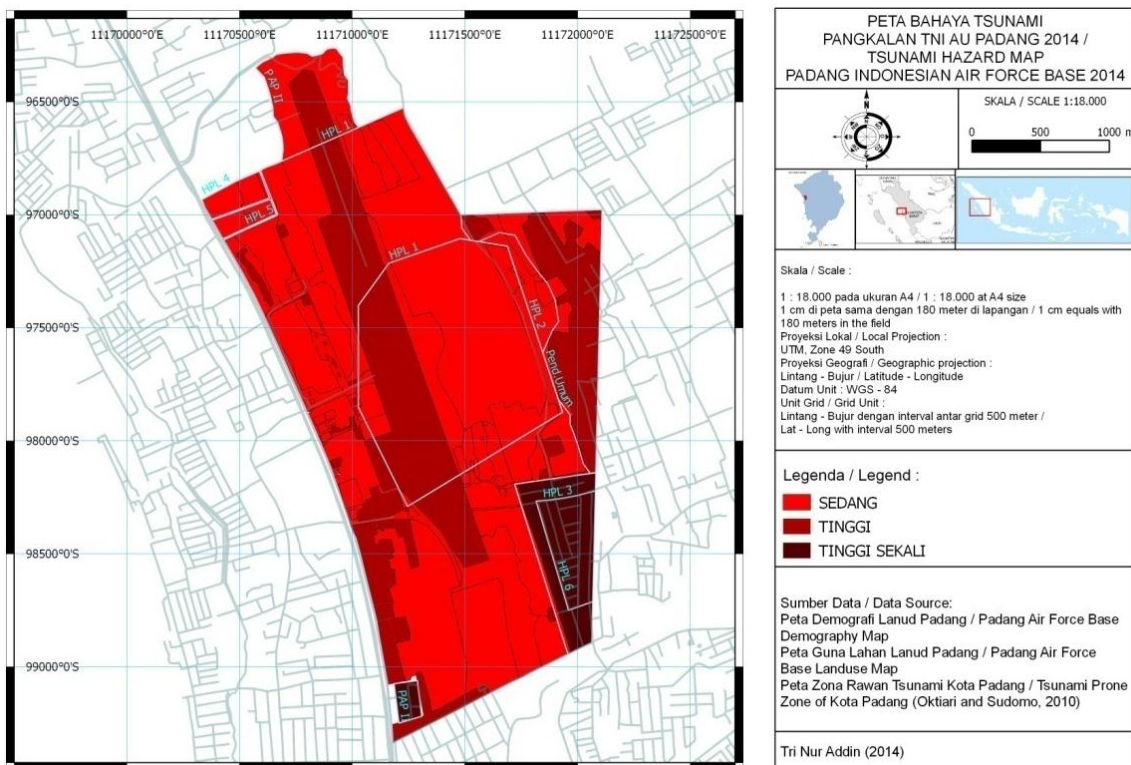 11170000°0'E
11170500°0'E
11171000°0'E
11171500°0'E
11172000°0'E
11172500°0'E
96500°0'S
97000°0'S
97500°0'S
98000°0'S
98500°0'S
99000°0'S
PAP II
HPL 1
HPL 4
HPL 5
HPL 1
HPL 2
Pend.Umum
HPL 3
HPL 6
PETA BAHAYA TSUNAMI
PANGKALAN TNI AU PADANG 2014 /
TSUNAMI HAZARD MAP
PADANG INDONESIAN AIR FORCE BASE 2014
N
SKALA / SCALE 1:18.000
0 500 1000 m
Skala / Scale :
1 : 18.000 pada ukuran A4 / 1 : 18.000 at A4 size
1 cm di peta sama dengan 180 meter di lapangan / 1 cm equals with
180 meters in the field
Proyeksi Lokal / Local Projection :
UTM, Zone 49 South
Proyeksi Geografi / Geographic projection :
Lintang - Bujur / Latitude - Longitude
Datum Unit : WGS - 84
Unit Grid / Grid Unit :
Lintang - Bujur dengan interval antar grid 500 meter /
Lat - Long with interval 500 meters
Legenda / Legend :
SEDANG
TINGGI
TINGGI SEKALI
Sumber Data / Data Source:
Peta Demografi Lanud Padang / Padang Air Force Base
Demography Map
Peta Guna Lahan Lanud Padang / Padang Air Force
Base Landuse Map
Peta Zona Rawan Tsunami Kota Padang / Tsunami Prone
Zone of Kota Padang (Oktiari and Sudomo, 2010)
Tri Nur Addin (2014)